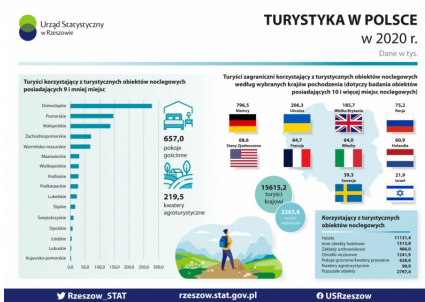 Urząd Statystyczny
w Rzeszowie
TURYSTYKA W POLSCE
w 2020 r.
Dane w tys.
Turyści korzystający z turystycznych obiektów noclegowych
posiadających 9 i mniej miejsc
Dolnośląskie
Pomorskie
Małopolskie
Zachodniopomorskie
Warmińsko-mazurskie
Mazowieckie
Wielkopolskie
Podlaskie
Podkarpackie
Lubelskie
Śląskie
Świętokrzyskie
Opolskie
Łódzkie
Lubuskie
Kujawsko-pomorskie
0,0 50,0 100,0 150,0 200,0 250,0 300,0
657,0
pokoje
gościnne
219,5
kwatery
agroturystyczne
Turyści zagraniczni korzystający z turystycznych obiektów noclegowych
według wybranych krajów pochodzenia (dotyczy badania obiektów
posiadających 10 i więcej miejsc noclegowych)
796,5
Niemcy
206,3
Ukraina
185,7
Wielka Brytania
75,2
Rosja
68,6
Stany Zjednoczone
64,7
Francja
64,0
Włochy
60,9
Holandia
39,3
Szwecja
21,9
Izrael
15615,2
turyści
krajowi
2263,8
turyści
zagraniczni
Korzystający z turystycznych
obiektów noclegowych
Hotele 11131,4
Inne obiekty hotelowe 1513,8
Zakłady uzdrowiskowe 466,0
Ośrodki wczasowe 1241,9
Pokoje gościnne/kwatery prywatne 628,6
Kwatery agroturystyczne 99,9
Pozostałe obiekty 2797,6
Rzeszow_STAT
rzeszow.stat.gov.pl
USRzeszow